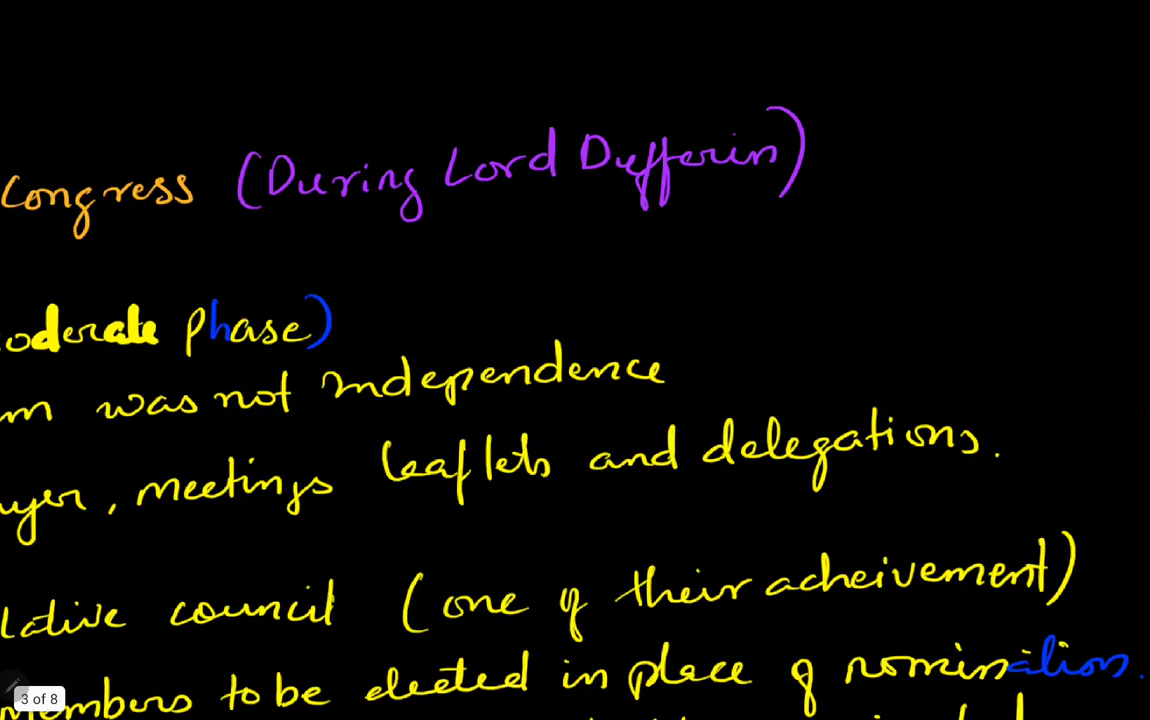 Congress (During Lord Dufferin)
oderate phase)
m was not independence
ayer, meetings leaflets and delegations.
lative council (one of their acheivement)
members to be elected in place of nomination.
3 of 8